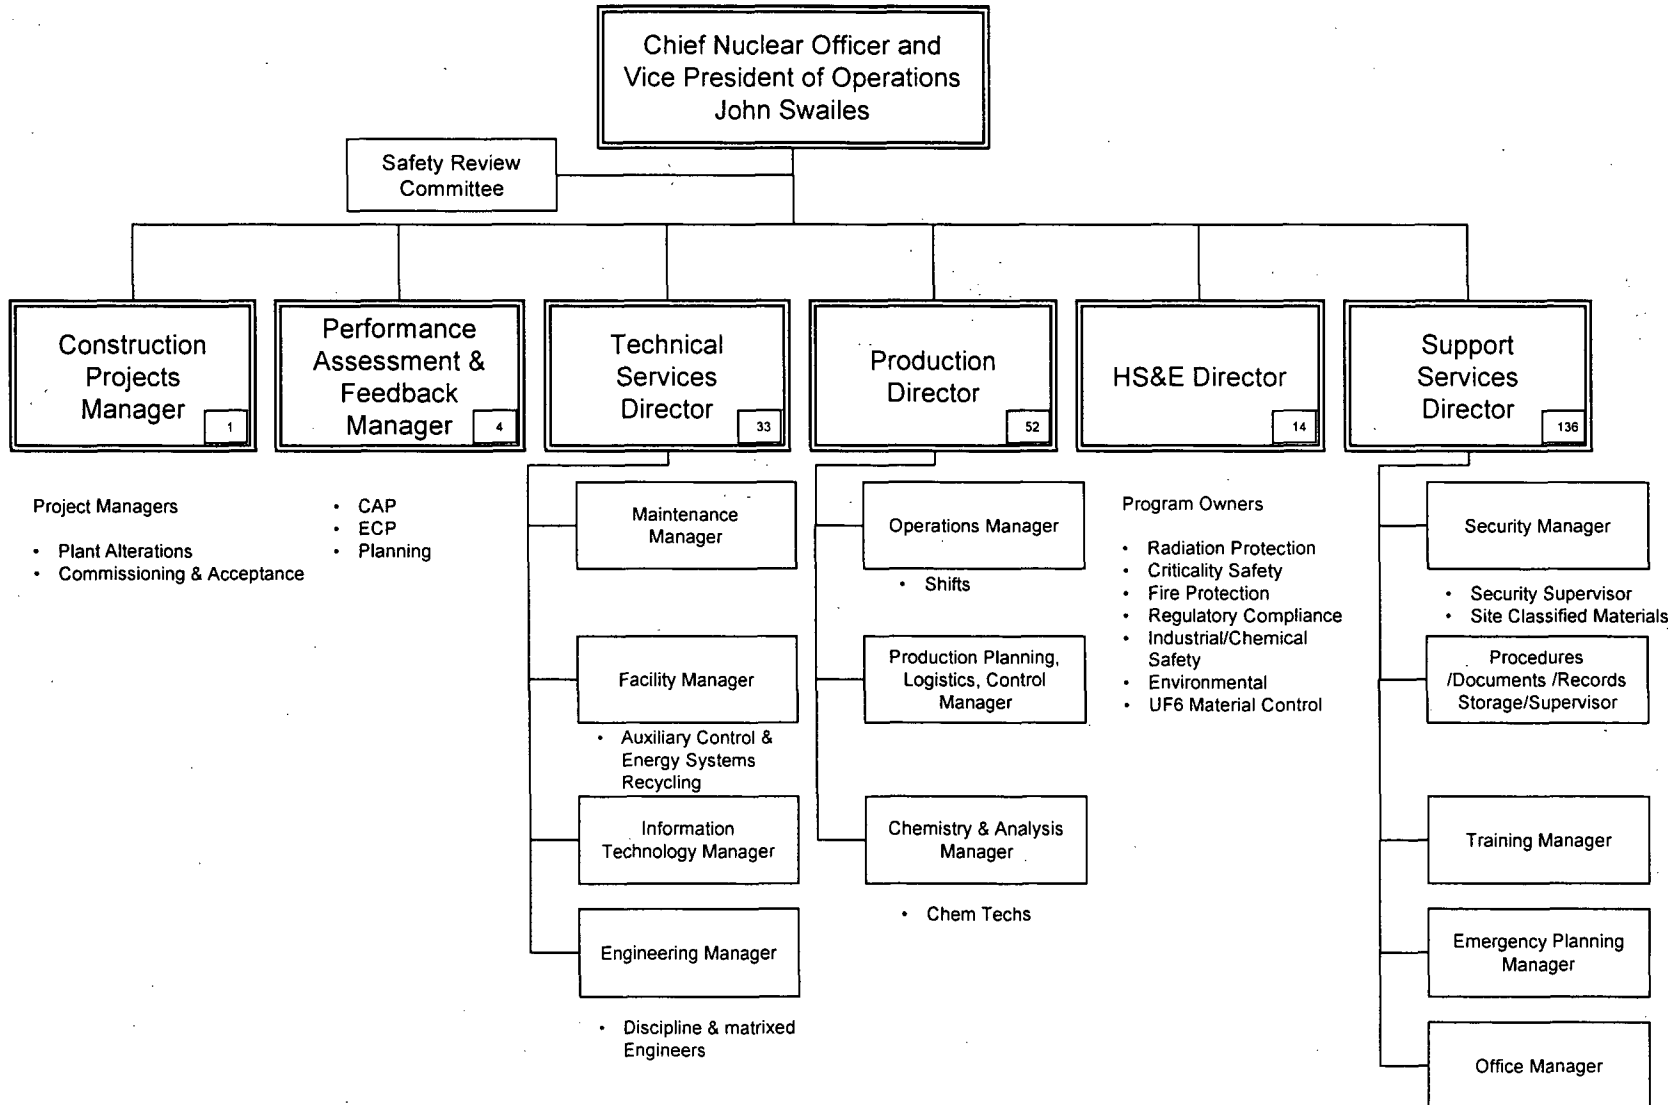 Chief Nuclear Officer and
Vice President of Operations
John Swailes
Safety Review
Committee
Construction
Projects
Manager
1
Performance
Assessment &
Feedback
Manager
4
Technical
Services
Director
33
Production
Director
52
HS&E Director
14
Support
Services
Director
136
Project Managers
• Plant Alterations
• Commissioning & Acceptance
• CAP
• ECP
• Planning
Maintenance
Manager
Facility Manager
• Auxiliary Control &
Energy Systems
Recycling
Information
Technology Manager
Engineering Manager
• Discipline & matrixed
Engineers
Operations Manager
• Shifts
Production Planning,
Logistics, Control
Manager
Chemistry & Analysis
Manager
• Chem Techs
Program Owners
• Radiation Protection
• Criticality Safety
• Fire Protection
• Regulatory Compliance
• Industrial/Chemical
Safety
• Environmental
• UF6 Material Control
Security Manager
• Security Supervisor
• Site Classified Materials
Procedures
/Documents /Records
Storage/Supervisor
Training Manager
Emergency Planning
Manager
Office Manager